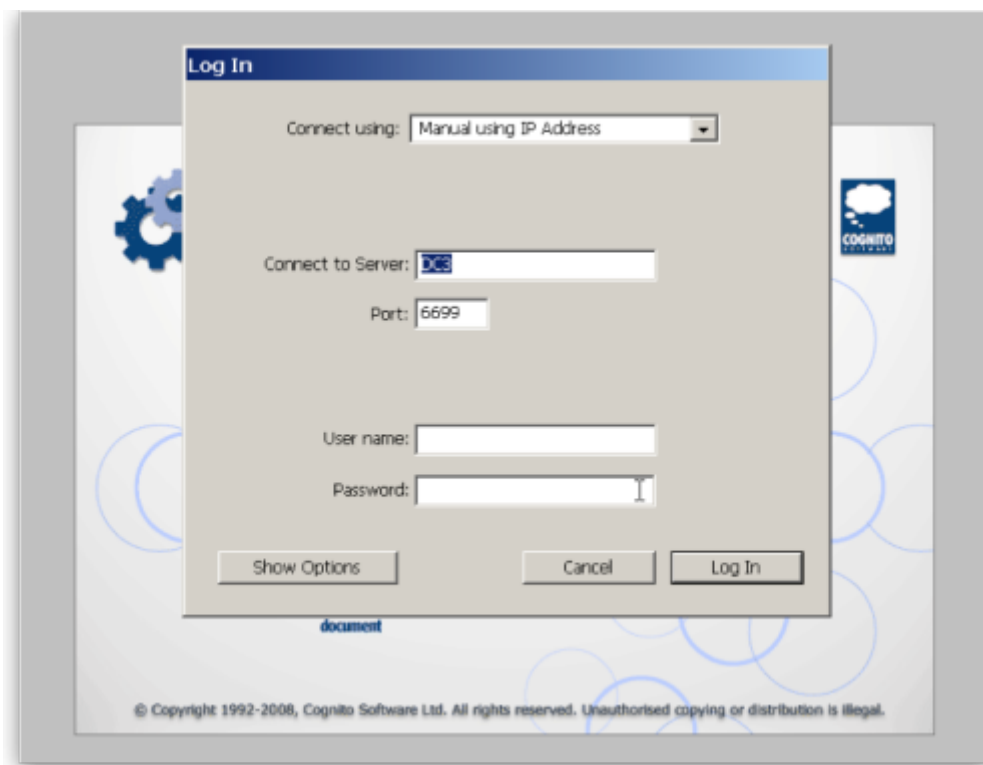 Log In
Connect using: Manual using IP Address
COGNITO
SOFTWARE
Connect to Server: DC3
Port: 6699
User name:
Password:
Show Options Cancel Log In
document
© Copyright 1992-2008, Cognito Software Ltd. All rights reserved. Unauthorised copying or distribution is illegal.